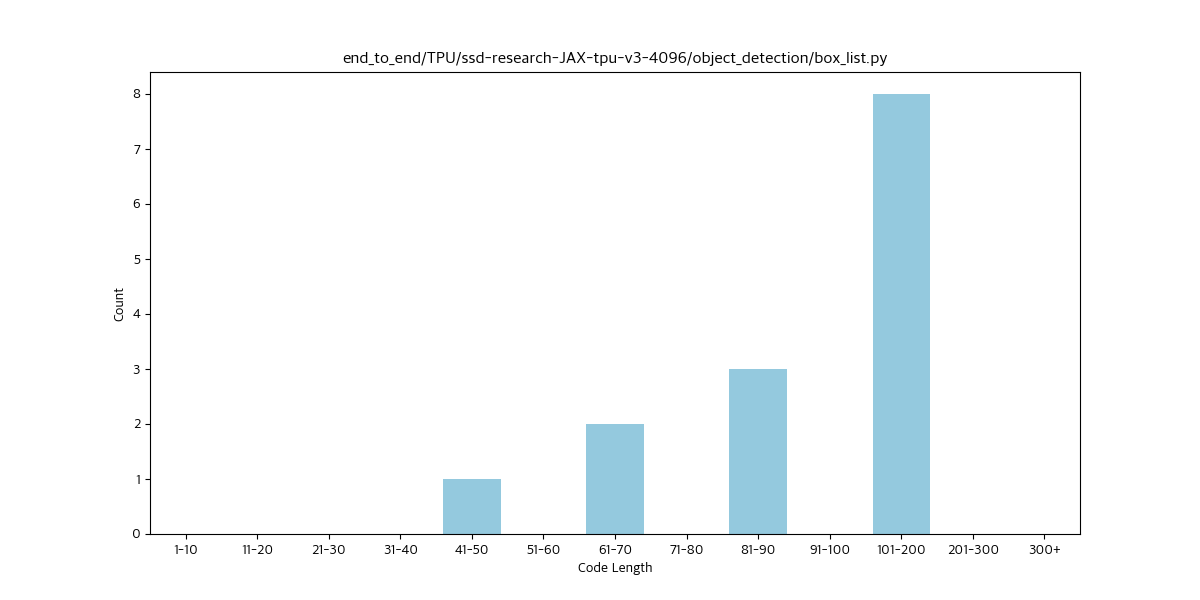 end_to_end/TPU/ssd-research-JAX-tpu-v3-4096/object_detection/box_list.py
8
7
6
5
4
3
2
1
0
Count
1-10 11-20 21-30 31-40 41-50 51-60 61-70 71-80 81-90 91-100 101-200 201-300 300+
Code Length